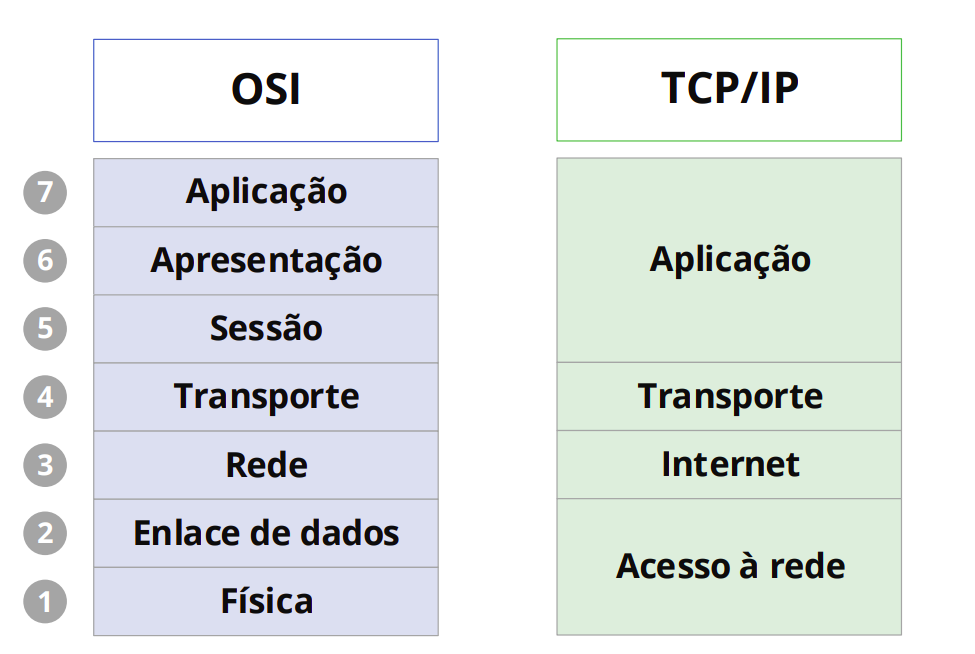 OSI
TCP/IP
7
Aplicação
6
Apresentação
5
Sessão
4
Transporte
3
Rede
2
Enlace de dados
1
Física
Aplicação
Transporte
Internet
Acesso à rede